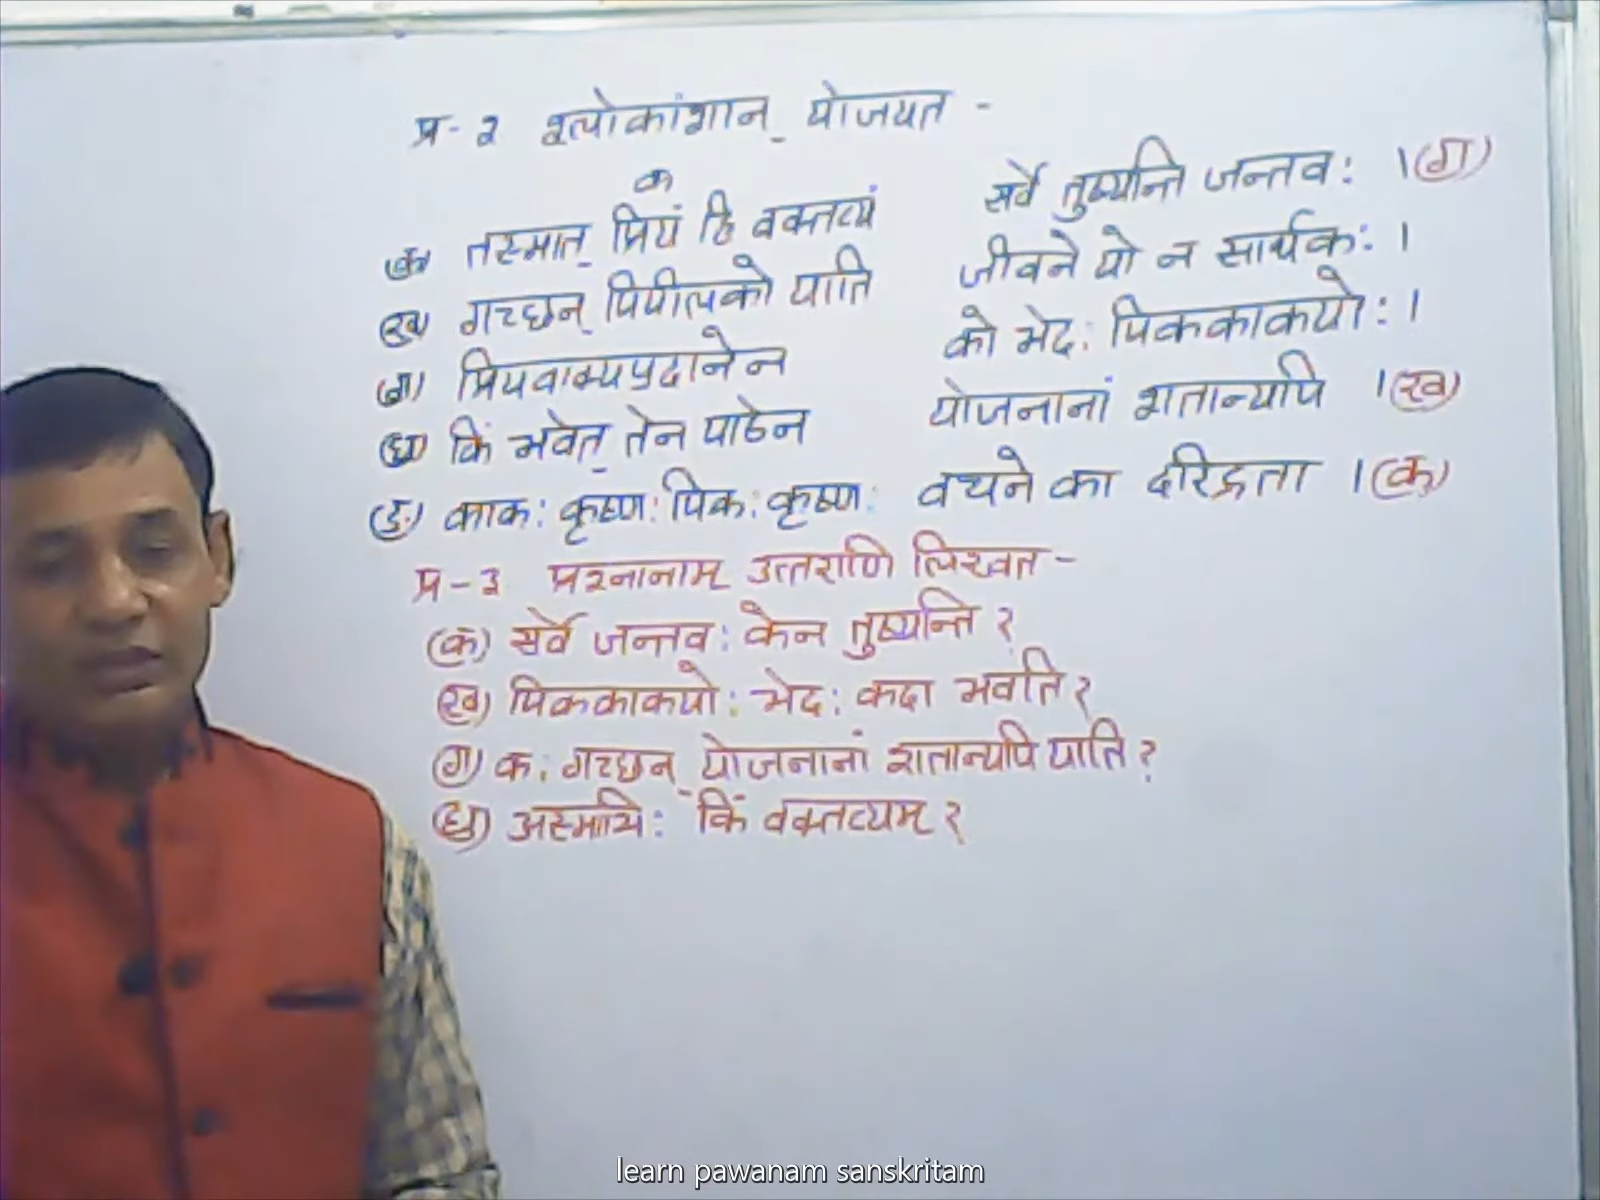 प्र-२ श्लोकांशान् योजयत -
क
(क) तस्मात् प्रियं हि वक्तव्यं सर्वे तुष्यन्ति जन्तवः । (ग)
(ख) गच्छन् पिपीलको याति जीवने यो न सार्थकः ।
(ग) प्रियवाक्यप्रदानेन को भेदः पिककाकयोः ।
(घ) किं भवेत् तेन पाठेन योजनानां शतान्यपि । (ख)
(ङ) काकः कृष्णः पिकः कृष्णः वचने का दरिद्रता । (क)
प्र-३ प्रश्नानाम् उत्तराणि लिखत -
(क) सर्वे जन्तवः केन तुष्यन्ति ?
(ख) पिककाकयोः भेदः कदा भवति ?
(ग) कः गच्छन् योजनानां शतान्यपि याति ?
(घ) अस्माभिः किं वक्तव्यम् ?
learn pawanam sanskritam